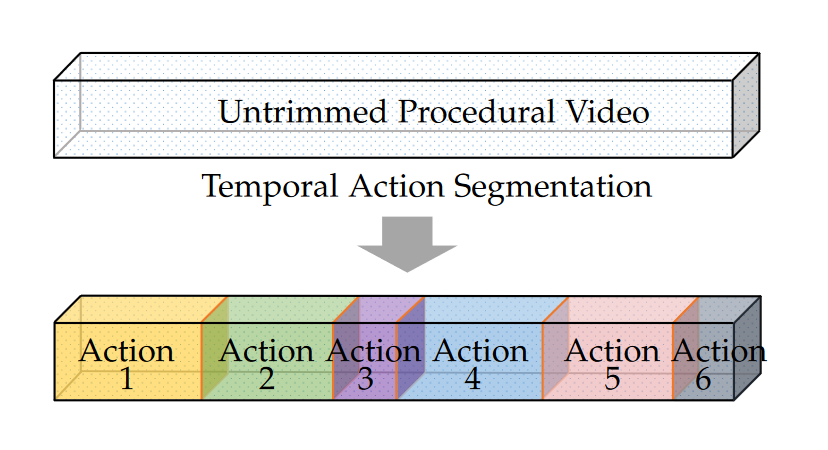 Untrimmed Procedural Video
Temporal Action Segmentation
Action Action Action Action Action Action
1 2 3 4 5 6